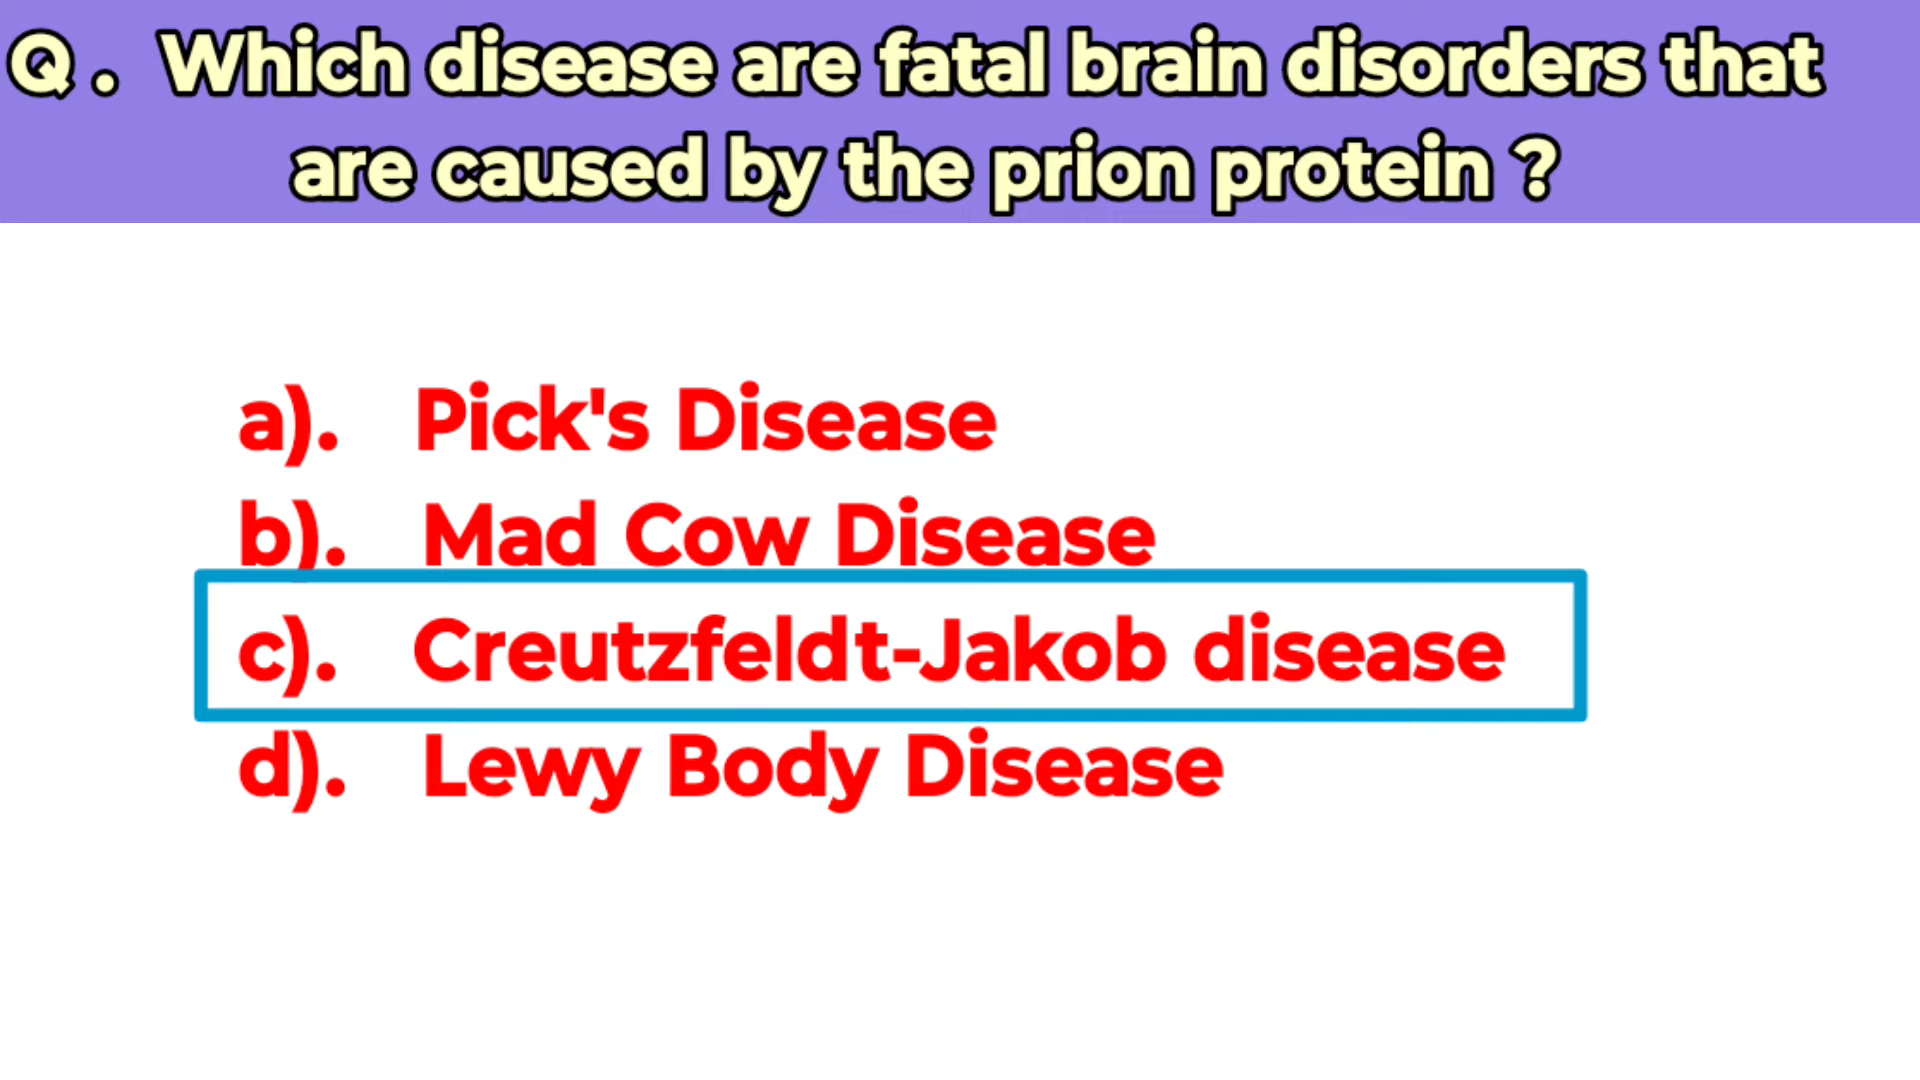 Q . Which disease are fatal brain disorders that
are caused by the prion protein ?
a). Pick's Disease
b). Mad Cow Disease
c). Creutzfeldt-Jakob disease
d). Lewy Body Disease